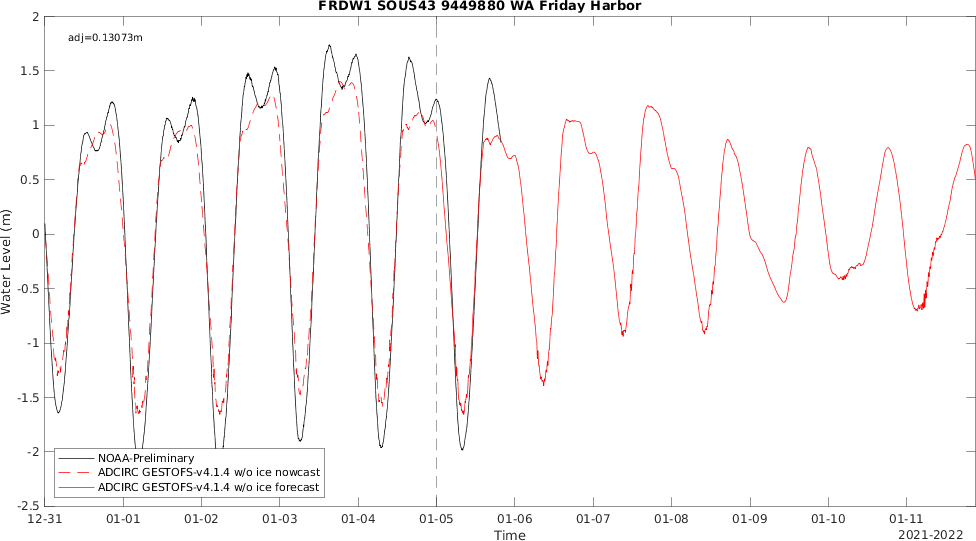 FRDW1 SOUS43 9449880 WA Friday Harbor
adj=0.13073m
2
1.5
1
0.5
0
-0.5
-1
-1.5
-2
-2.5
Water Level (m)
NOAA-Preliminary
ADCIRC GESTOFS-v4.1.4 w/o ice nowcast
ADCIRC GESTOFS-v4.1.4 w/o ice forecast
12-31 01-01 01-02 01-03 01-04 01-05 01-06 01-07 01-08 01-09 01-10 01-11
Time
2021-2022